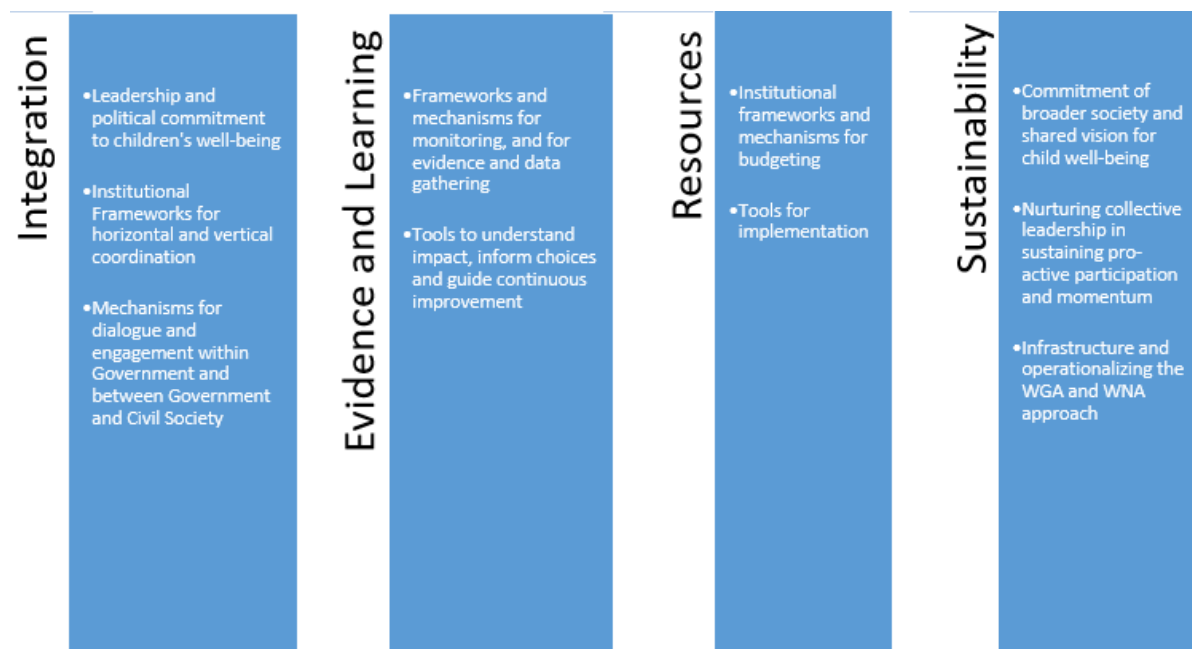 Integration
•Leadership and
political commitment
to children's well-being
•Institutional
Frameworks for
horizontal and vertical
coordination
•Mechanisms for
dialogue and
engagement within
Government and
between Government
and Civil Society
Evidence and Learning
•Frameworks and
mechanisms for
monitoring, and for
evidence and data
gathering
•Tools to understand
impact, inform choices
and guide continuous
improvement
Resources
•Institutional
frameworks and
mechanisms for
budgeting
•Tools for
implementation
Sustainability
•Commitment of
broader society and
shared vision for
child well-being
•Nurturing collective
leadership in
sustaining pro-
active participation
and momentum
•Infrastructure and
operationalizing the
WGA and WNA
approach